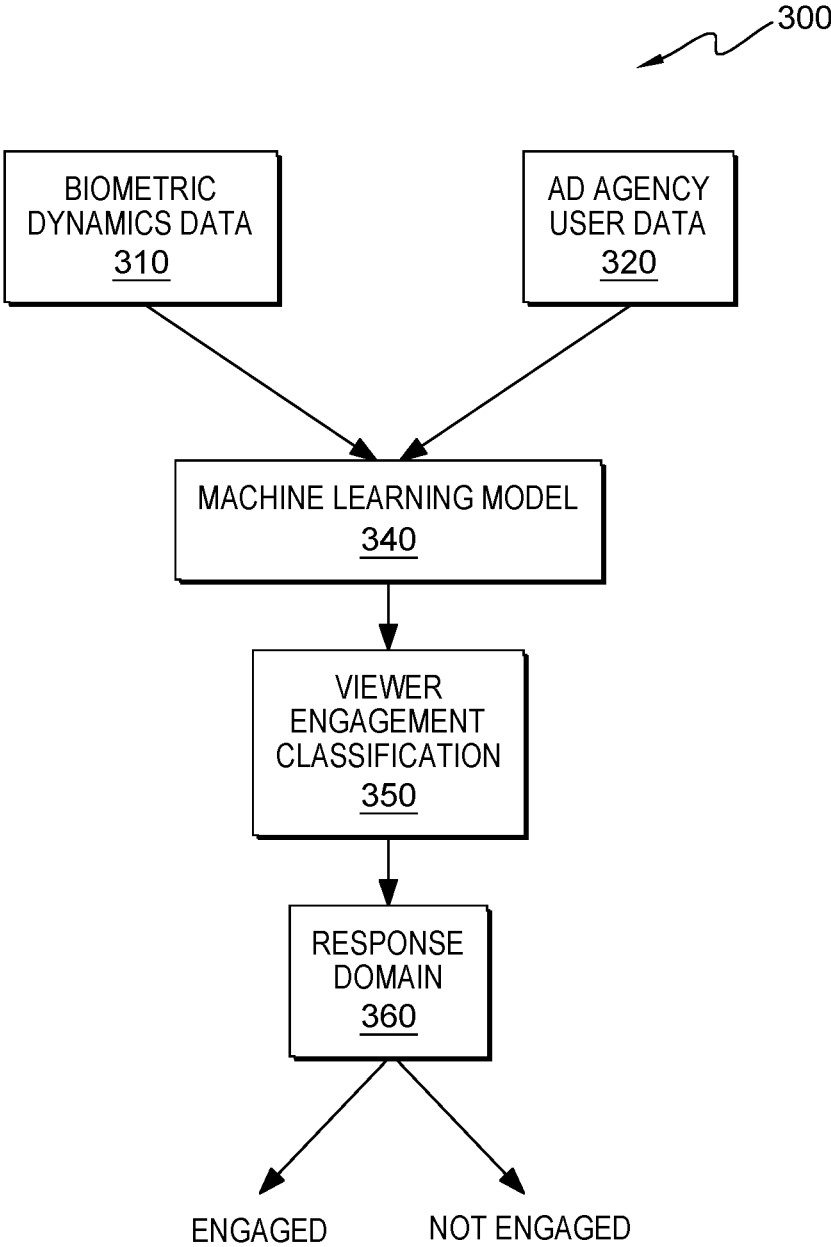 300
BIOMETRIC
DYNAMICS DATA
310
AD AGENCY
USER DATA
320
MACHINE LEARNING MODEL
340
VIEWER
ENGAGEMENT
CLASSIFICATION
350
RESPONSE
DOMAIN
360
ENGAGED
NOT ENGAGED